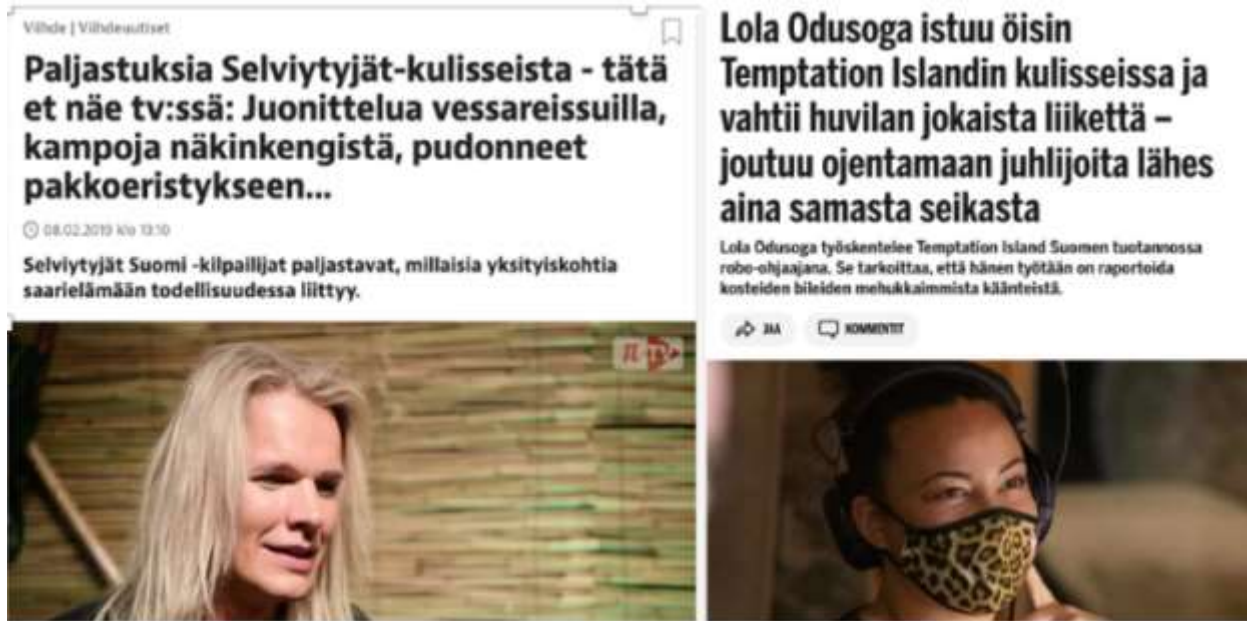 Viihde | Viihdeuutiset
Paljastuksia Selviytyjät-kulisseista - tätä
et näe tv:ssä: Juonittelua vessareissuilla,
kampoja näkinkengistä, pudonneet
pakkoeristykseen...
08.02.2019 klo 13:10
Selviytyjät Suomi -kilpailijat paljastavat, millaisia yksityiskohtia
saarielämään todellisuudessa liittyy.
Lola Odusoga istuu öisin
Temptation Islandin kulisseissa ja
vahtii huvilan jokaista liikettä –
joutuu ojentamaan juhlijoita lähes
aina samasta seikasta
Lola Odusoga työskentelee Temptation Island Suomen tuotannossa
robo-ohjaajana. Se tarkoittaa, että hänen työtään on raportoida
kosteiden bileiden mehukkaimmista käänteistä.
JAA
KOMMENTIT